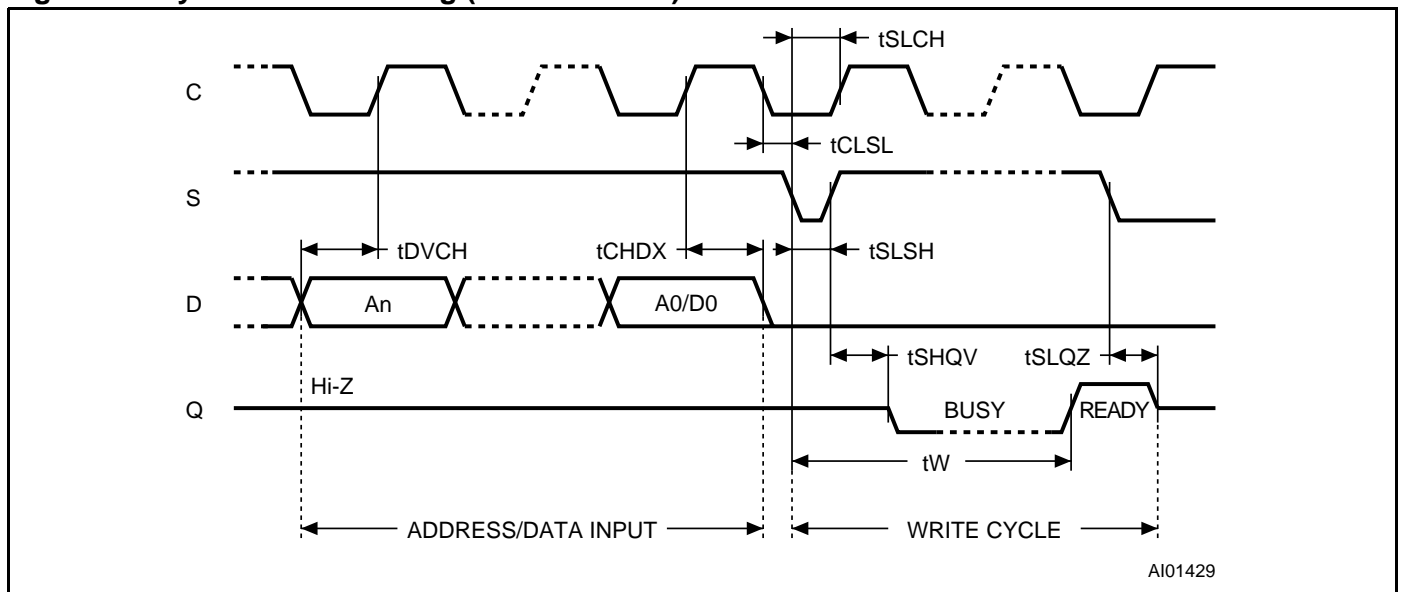 tSLCH
C
tCLSL
S
tDVCH
tCHDX
tSLSH
D
An
A0/D0
tSHQV
tSLQZ
Hi-Z
Q
BUSY
READY
tW
ADDRESS/DATA INPUT
WRITE CYCLE
AI01429